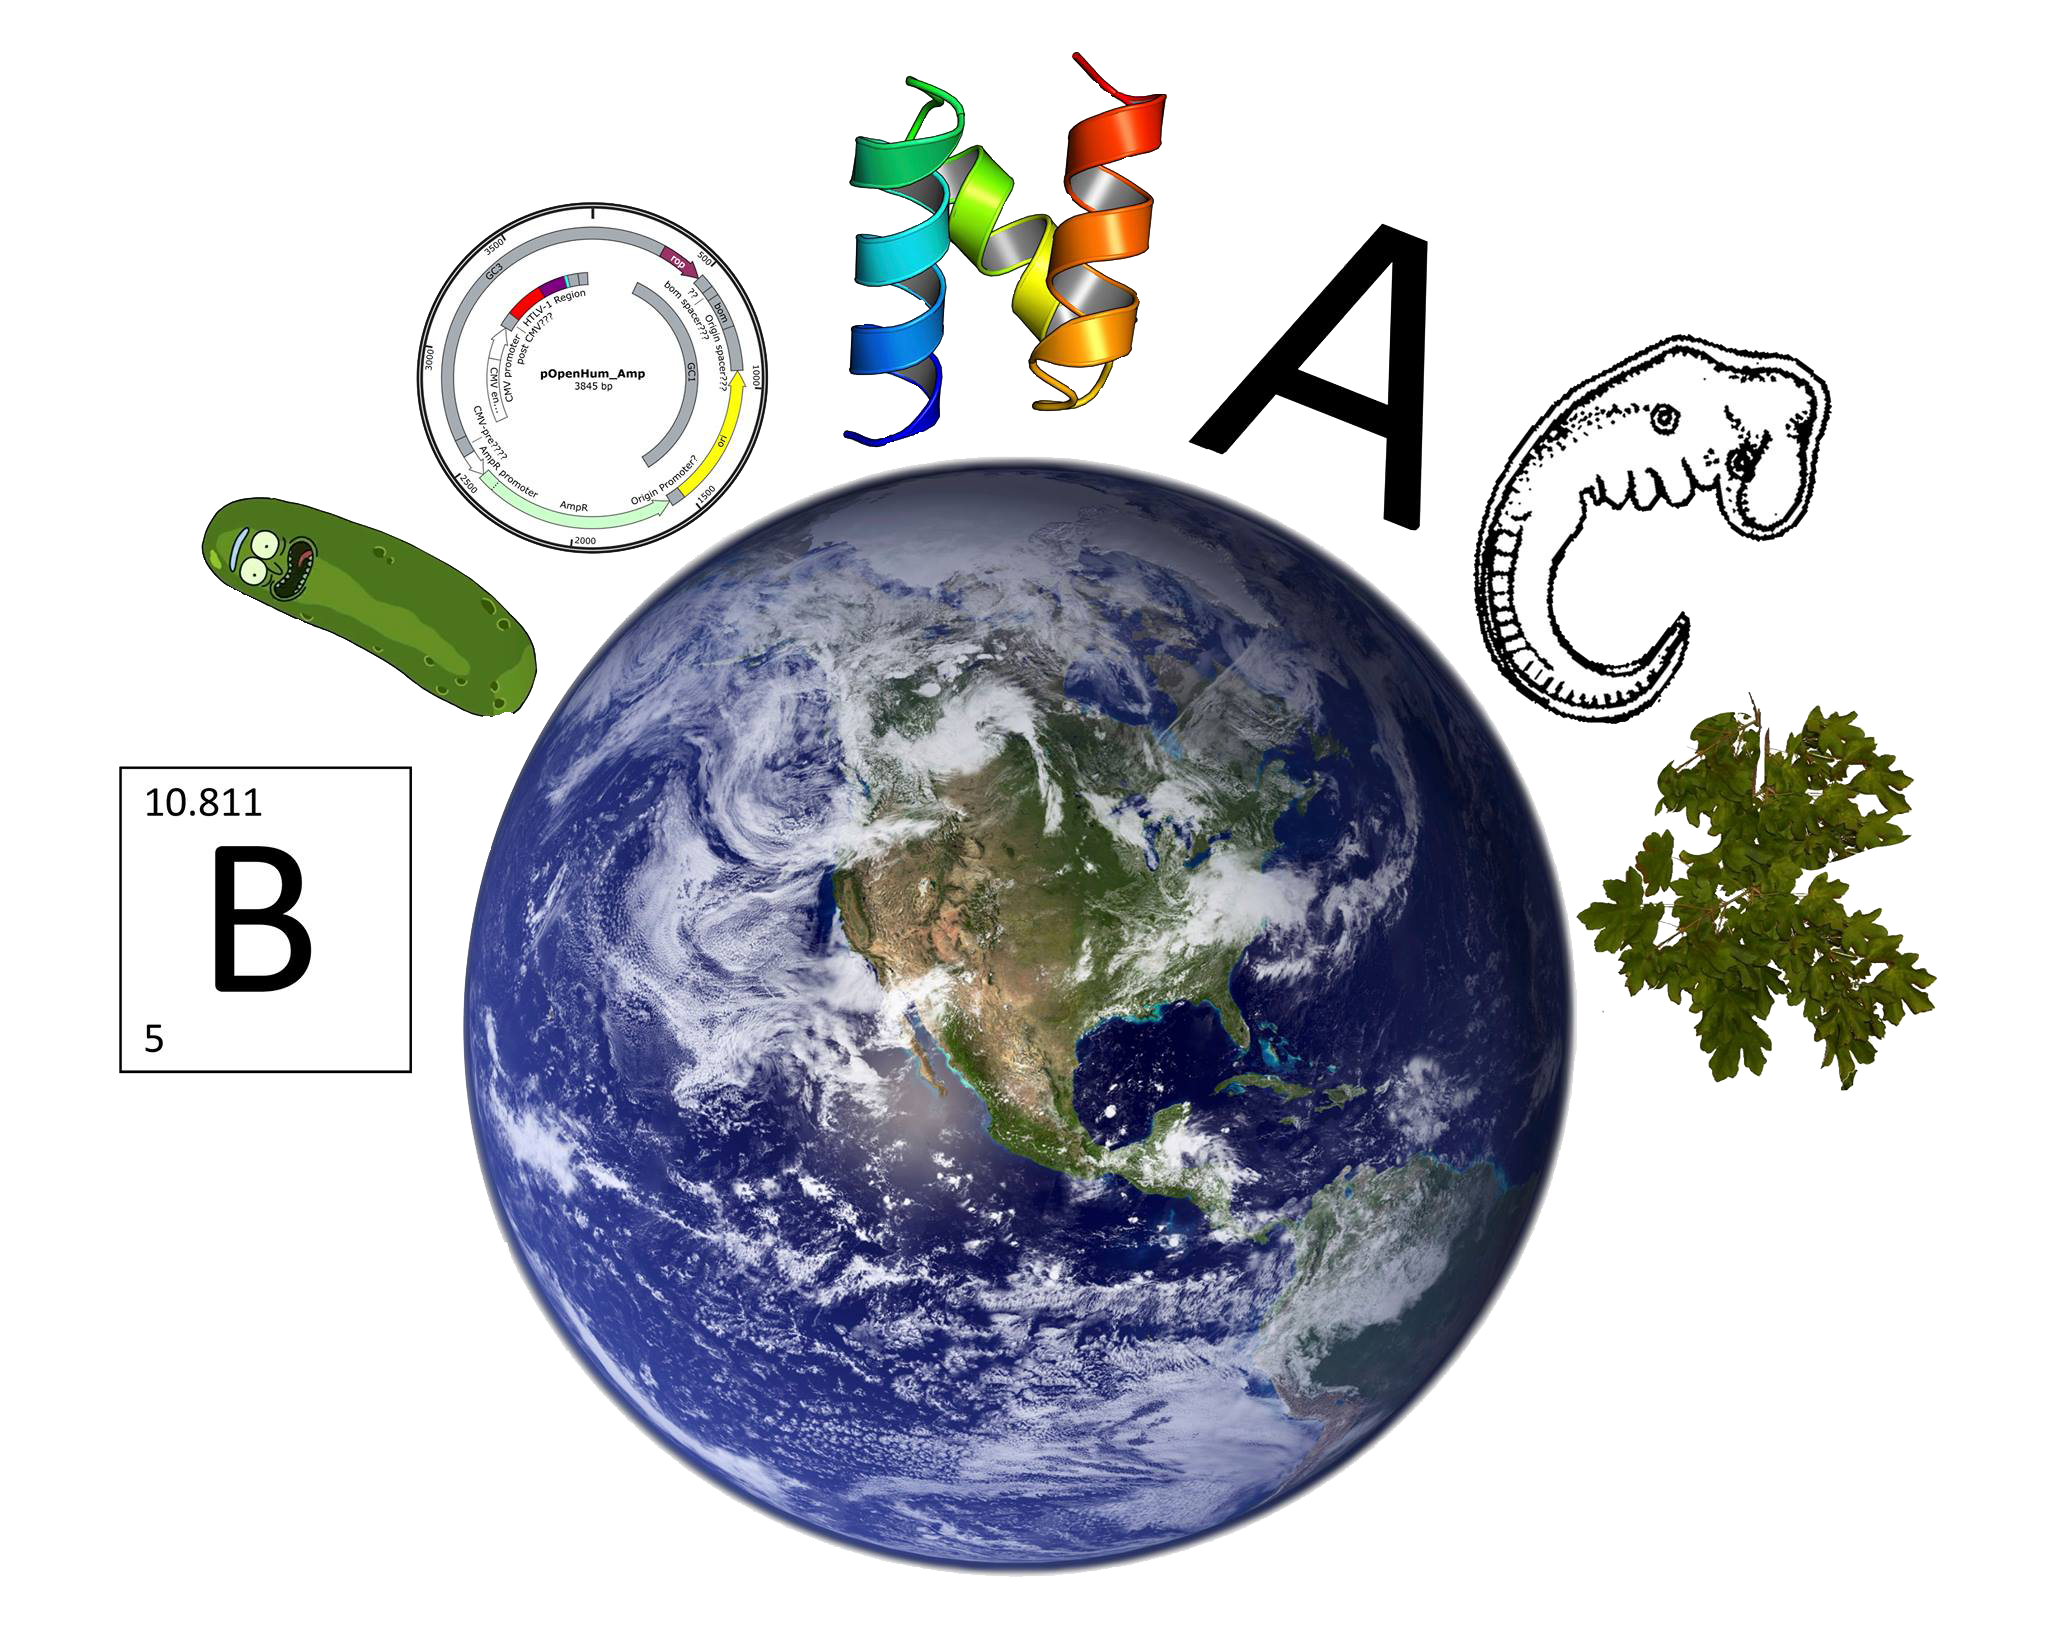 10.811
B
5
pOpenHum_Amp
3845 bp
500
1000
1500
2000
2500
3000
3500
rop
bom
??
bom spacer???
Origin spacer???
ori
Origin Promoter?
AmpR
AmpR promoter
CMV-pre????
CMV en...
CMV promoter
post CMV???
HTLV-1 Region
GC1
GC3
A